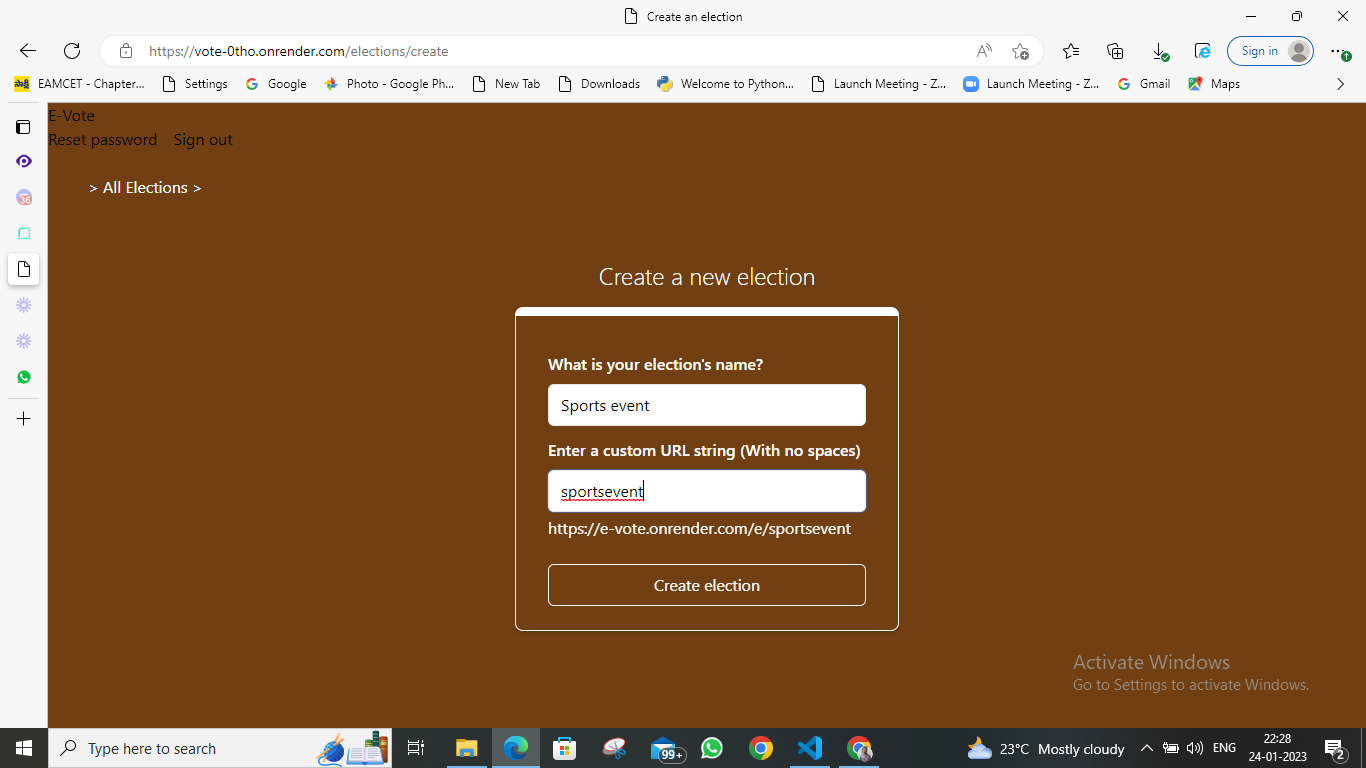 Create an election
https://vote-0tho.onrender.com/elections/create
Sign in
EAMCET - Chapter...
Settings
Google
Photo - Google Ph...
New Tab
Downloads
Welcome to Python...
Launch Meeting - Z...
Launch Meeting - Z...
Gmail
Maps
E-Vote
Reset password Sign out
> All Elections >
36
Create a new election
What is your election's name?
Sports event
Enter a custom URL string (With no spaces)
sportsevent
https://e-vote.onrender.com/e/sportsevent
Create election
Activate Windows
Go to Settings to activate Windows.
Type here to search
99+
23°C Mostly cloudy
ENG
22:28
24-01-2023
2